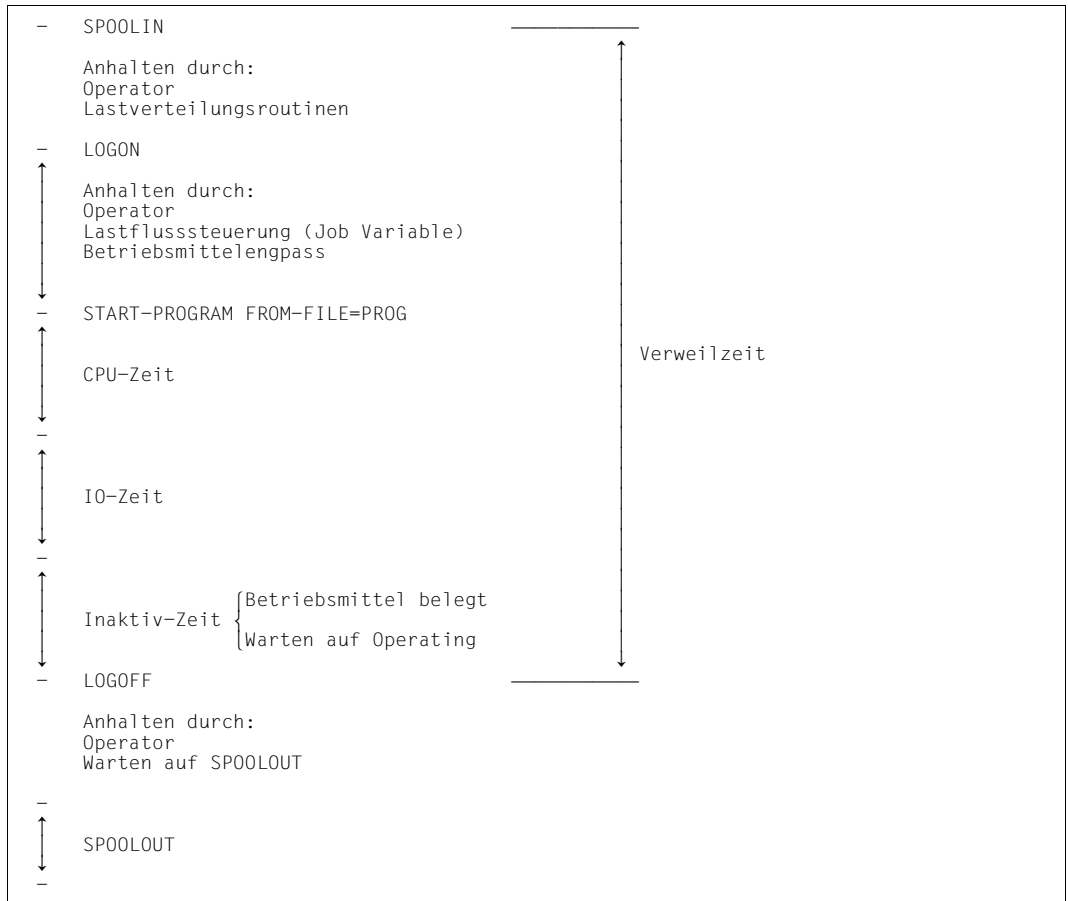 – SPOOLIN
Anhalten durch:
Operator
Lastverteilungsroutinen
– LOGON
Anhalten durch:
Operator
Lastflusssteuerung (Job Variable)
Betriebsmittelengpass
– START-PROGRAM FROM-FILE=PROG
Verweilzeit
CPU-Zeit
–
IO-Zeit
–
Betriebsmittel belegt
Inaktiv-Zeit
Warten auf Operating
– LOGOFF
Anhalten durch:
Operator
Warten auf SPOOLOUT
–
SPOOLOUT
–